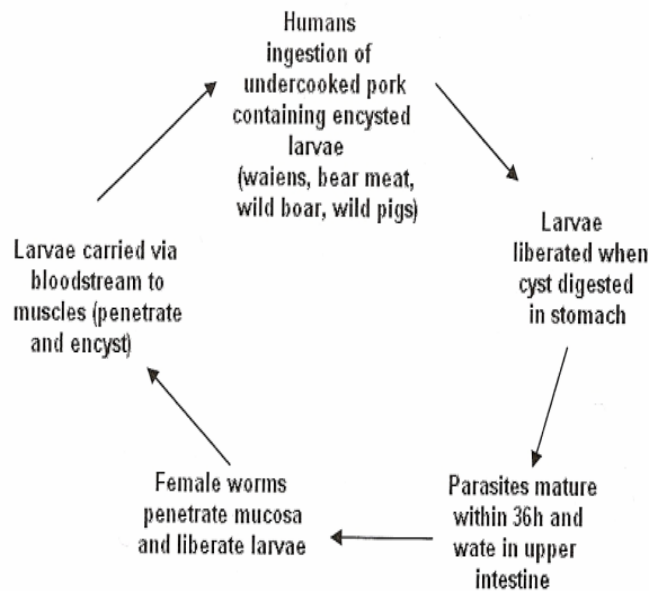 Humans
ingestion of
undercooked pork
containing encysted
larvae
(waiens, bear meat,
wild boar, wild pigs)
Larvae
liberated when
cyst digested
in stomach
Parasites mature
within 36h and
wate in upper
intestine
Female worms
penetrate mucosa
and liberate larvae
Larvae carried via
bloodstream to
muscles (penetrate
and encyst)